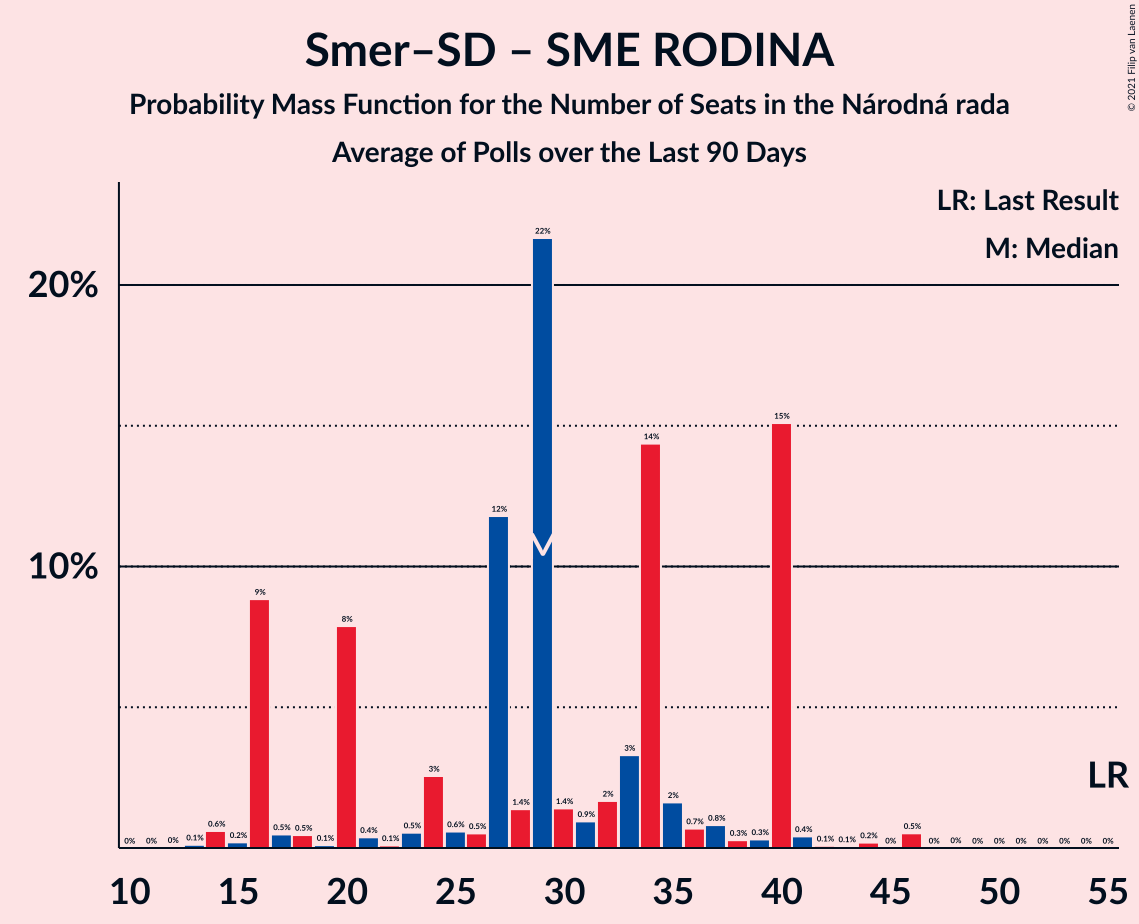 Smer–SD – SME RODINA
Probability Mass Function for the Number of Seats in the Národná rada
Average of Polls over the Last 90 Days
© 2021 Filip van Laenen
LR: Last Result
M: Median
20%
10%
0% 0% 0% 0.1% 0.6% 0.2% 9% 0.5% 0.5% 0.1% 8% 0.4% 0.1% 0.5% 3% 0.6% 0.5% 12% 1.4% 22% 1.4% 0.9% 2% 3% 14% 2% 0.7% 0.8% 0.3% 0.3% 15% 0.4% 0.1% 0.1% 0.2% 0% 0.5% 0% 0% 0% 0% 0% 0% 0% 0% 0%
M
LR
10 15 20 25 30 35 40 45 50 55